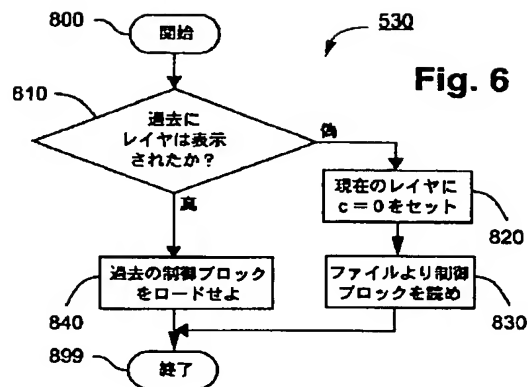 800
開始
530
Fig. 6
810
過去に
レイヤは表示
されたか？
偽
真
現在のレイヤに
c＝0をセット
820
過去の制御ブロック
をロードせよ
840
ファイルより制御
ブロックを読め
830
899
終了